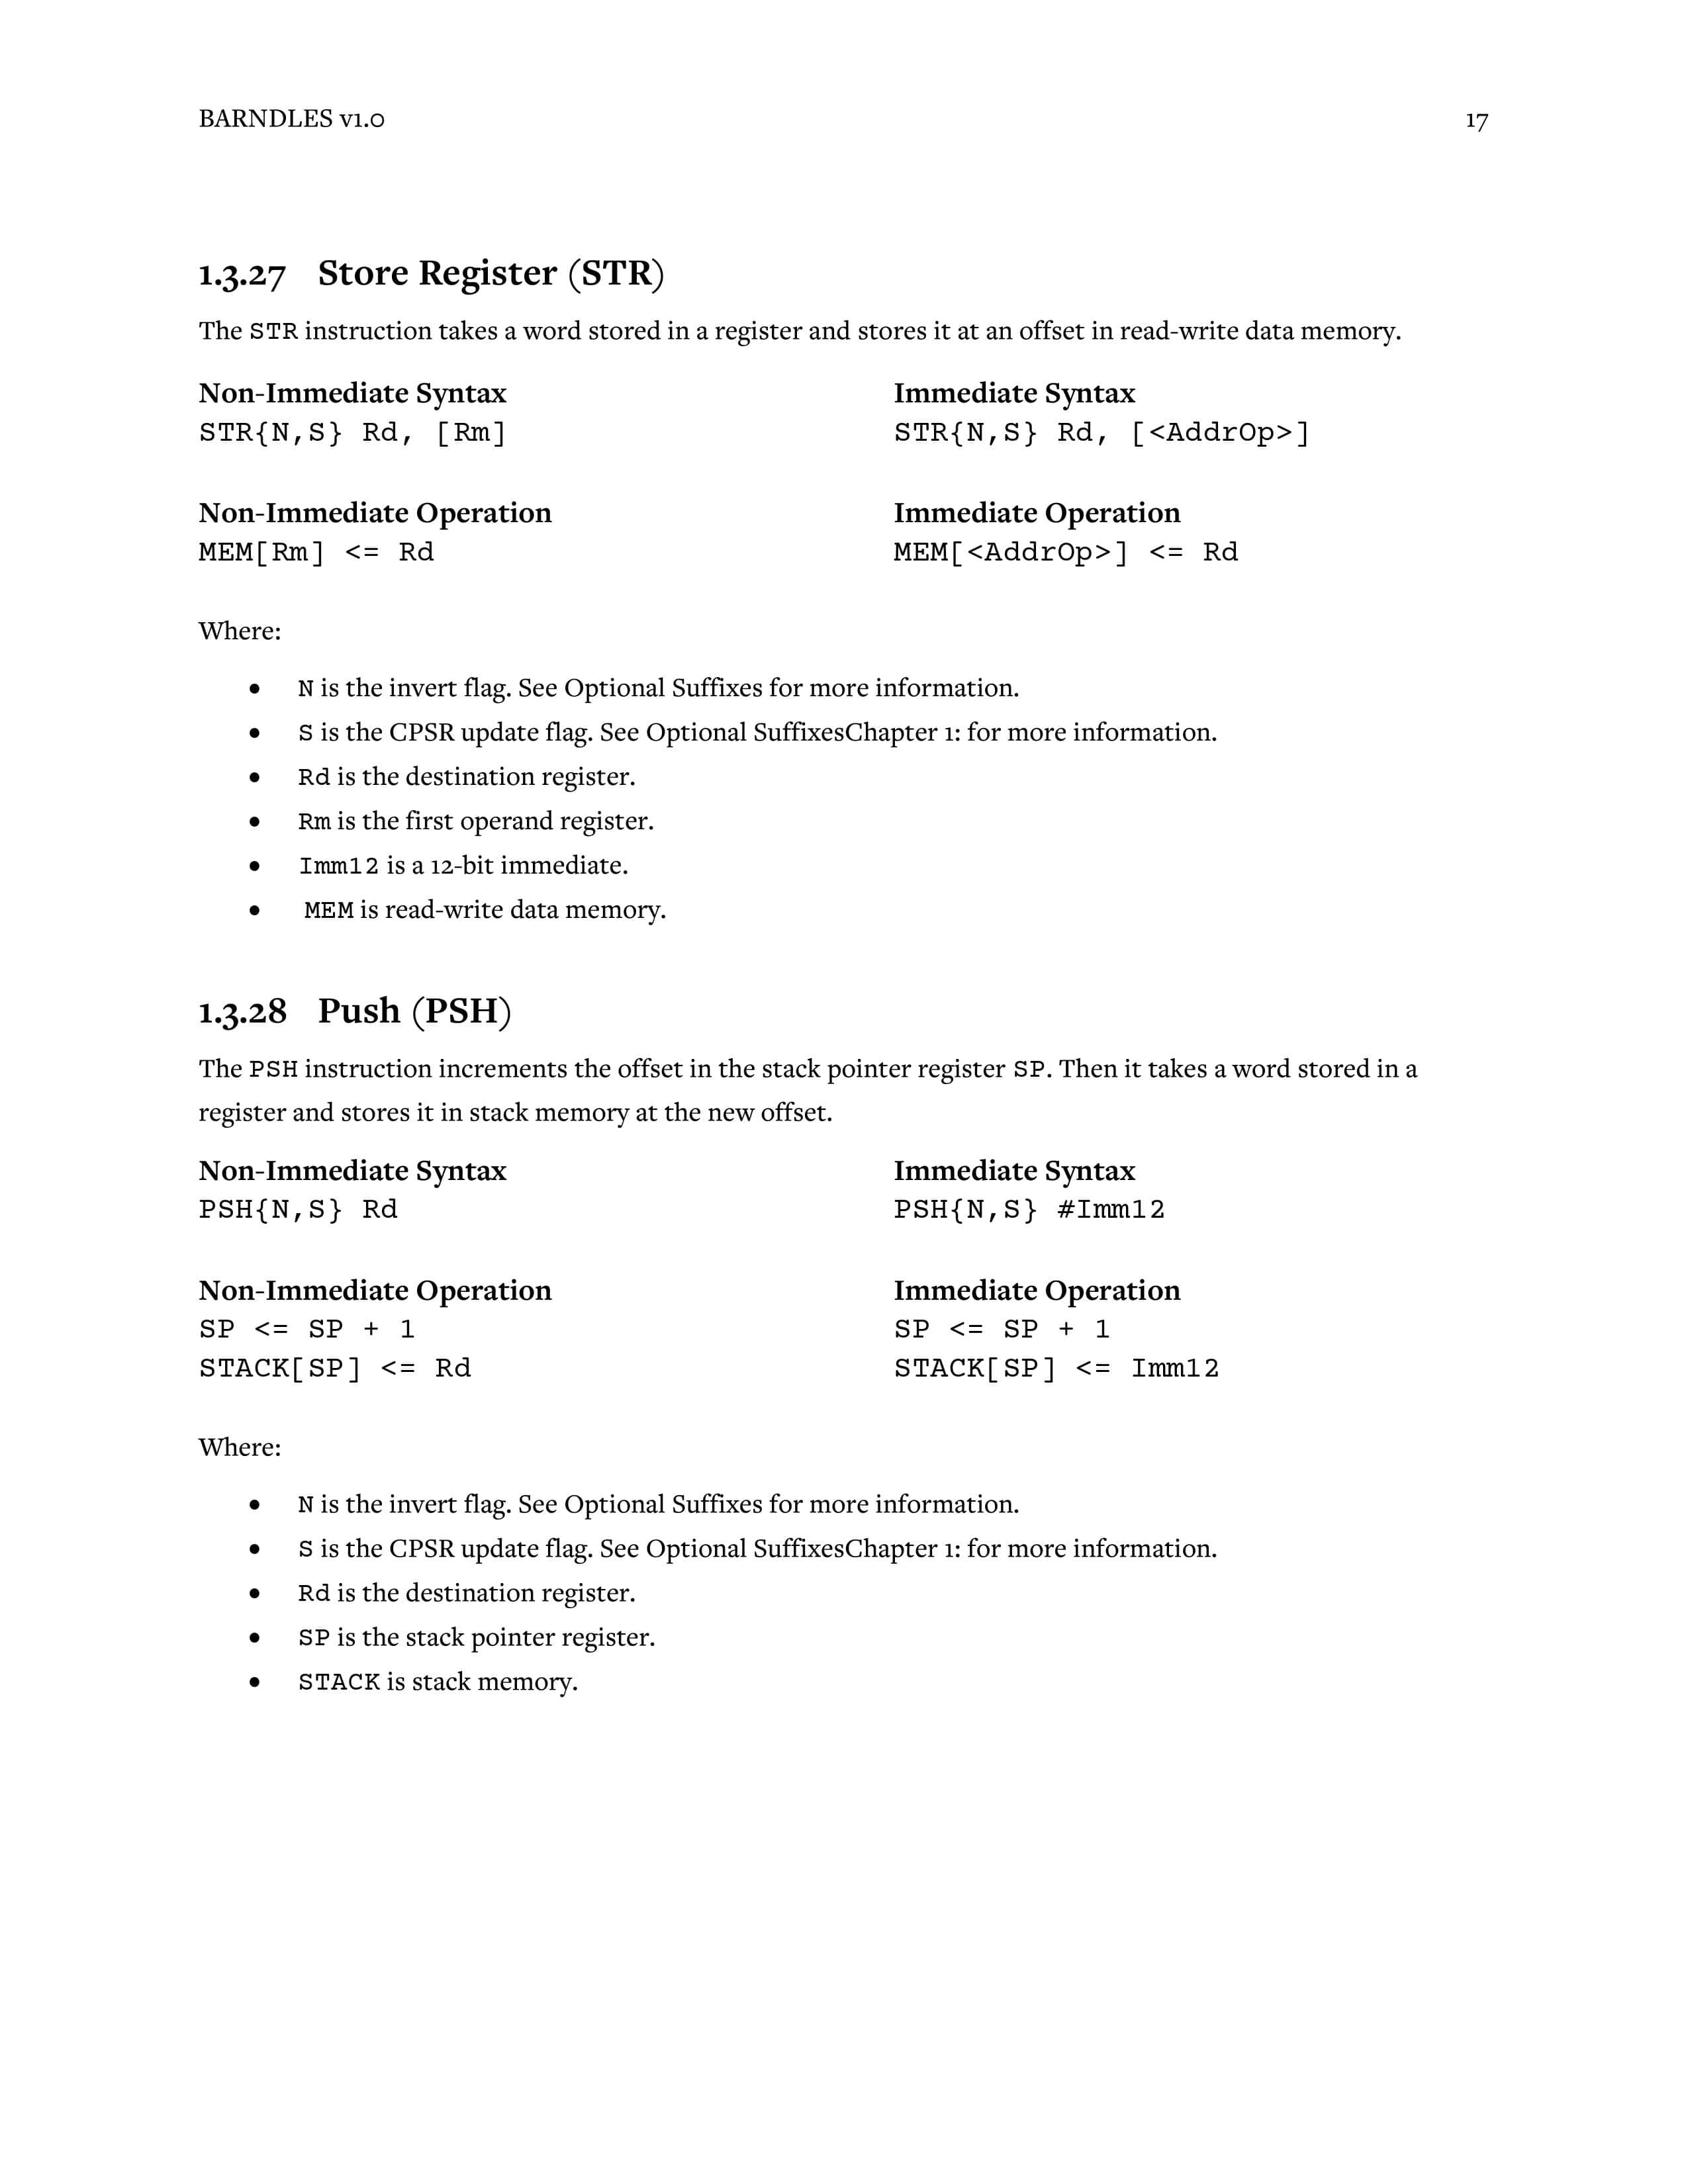 BARNDLES v1.0 17
1.3.27 Store Register (STR)
The STR instruction takes a word stored in a register and stores it at an offset in read-write data memory.
Non-Immediate Syntax
STR{N,S} Rd, [Rm]
Immediate Syntax
STR{N,S} Rd, [<AddrOp>]
Non-Immediate Operation
MEM[Rm] <= Rd
Immediate Operation
MEM[<AddrOp>] <= Rd
Where:
• N is the invert flag. See Optional Suffixes for more information.
• S is the CPSR update flag. See Optional SuffixesChapter 1: for more information.
• Rd is the destination register.
• Rm is the first operand register.
• Imm12 is a 12-bit immediate.
• MEM is read-write data memory.
1.3.28 Push (PSH)
The PSH instruction increments the offset in the stack pointer register SP. Then it takes a word stored in a
register and stores it in stack memory at the new offset.
Non-Immediate Syntax
PSH{N,S} Rd
Immediate Syntax
PSH{N,S} #Imm12
Non-Immediate Operation
SP <= SP + 1
STACK[SP] <= Rd
Immediate Operation
SP <= SP + 1
STACK[SP] <= Imm12
Where:
• N is the invert flag. See Optional Suffixes for more information.
• S is the CPSR update flag. See Optional SuffixesChapter 1: for more information.
• Rd is the destination register.
• SP is the stack pointer register.
• STACK is stack memory.